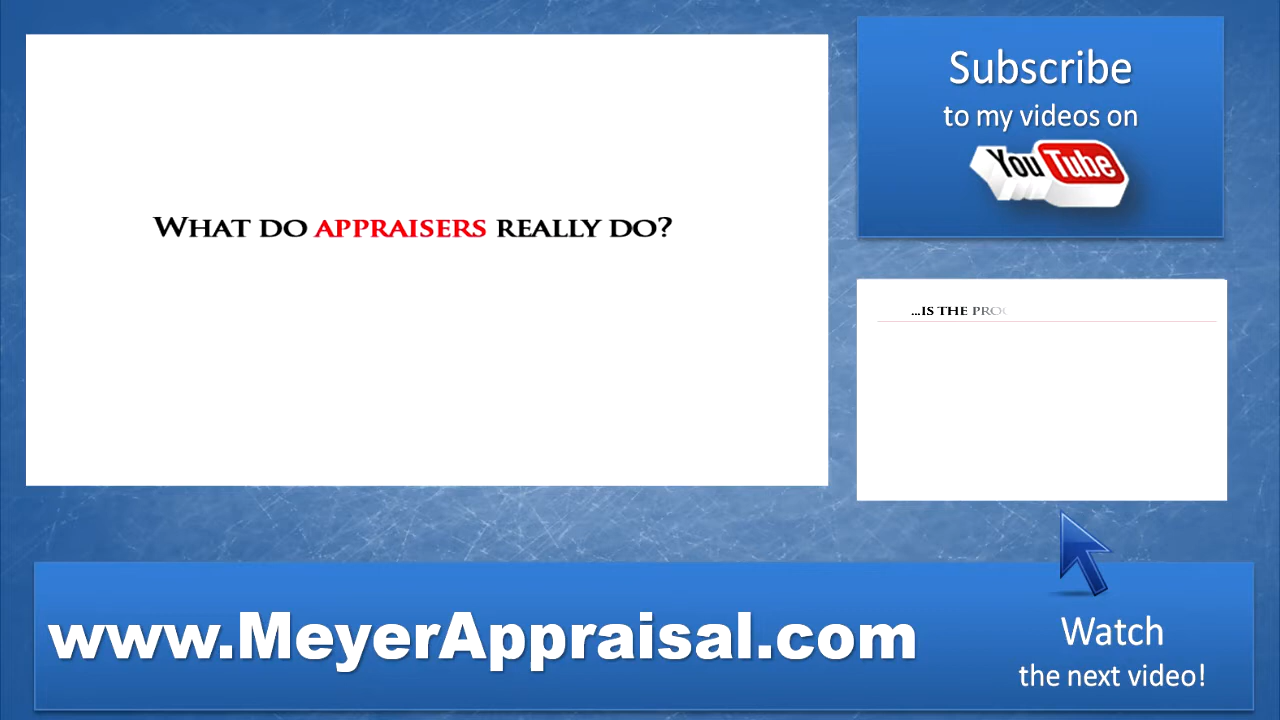 WHAT DO APPRAISERS REALLY DO?
Subscribe
to my videos on
YouTube
...IS THE
www.MeyerAppraisal.com
Watch
the next video!